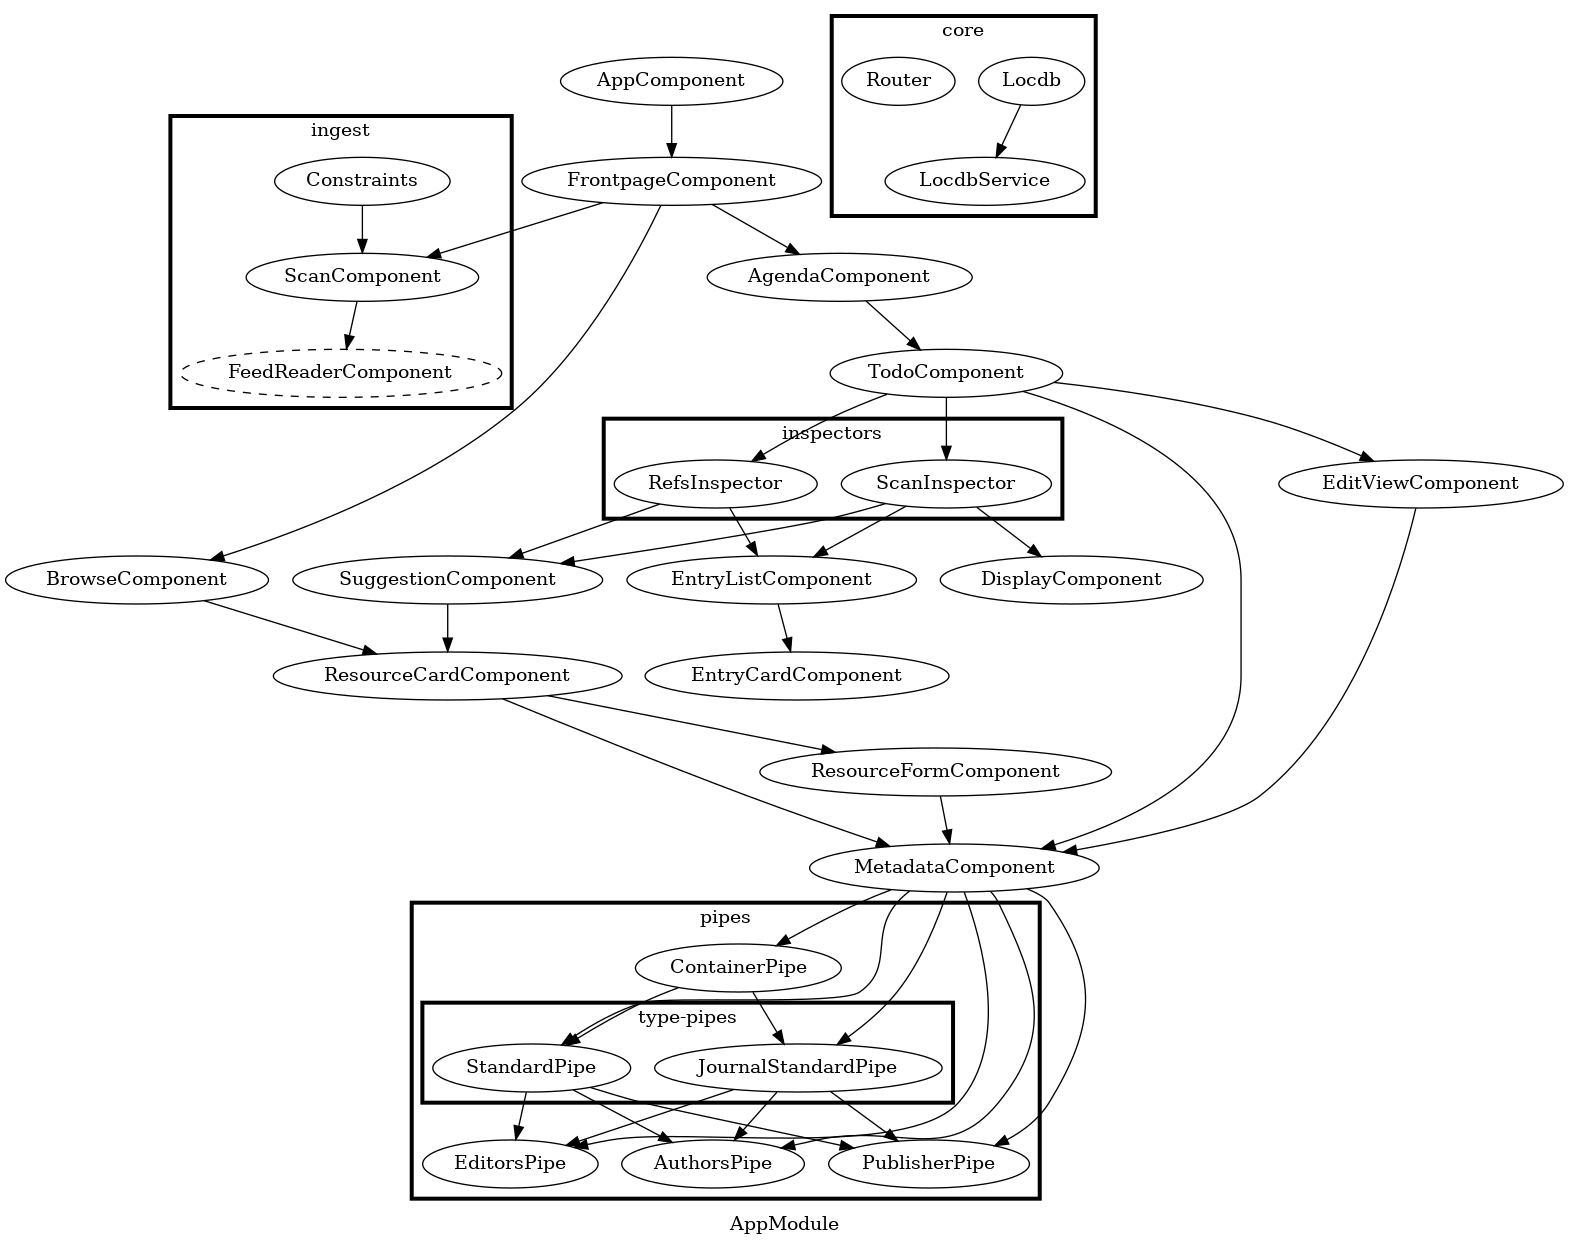 core
AppComponent
Router
Locdb
ingest
Constraints
FrontpageComponent
LocdbService
ScanComponent
AgendaComponent
FeedReaderComponent
TodoComponent
inspectors
RefsInspector
ScanInspector
EditViewComponent
BrowseComponent
SuggestionComponent
EntryListComponent
DisplayComponent
ResourceCardComponent
EntryCardComponent
ResourceFormComponent
MetadataComponent
pipes
ContainerPipe
type-pipes
StandardPipe
JournalStandardPipe
EditorsPipe
AuthorsPipe
PublisherPipe
AppModule